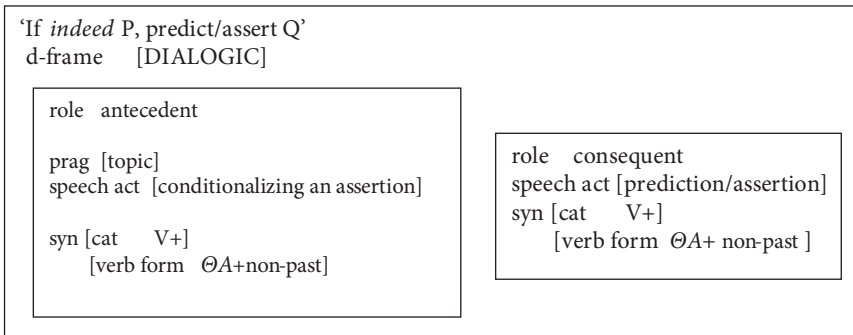 ‘If indeed P, predict/assert Q’
d-frame [DIALOGIC]
role antecedent
prag [topic]
speech act [conditionalizing an assertion]
syn [cat V+]
[verb form ΘA+non-past]
role consequent
speech act [prediction/assertion]
syn [cat V+]
[verb form ΘA+ non-past ]